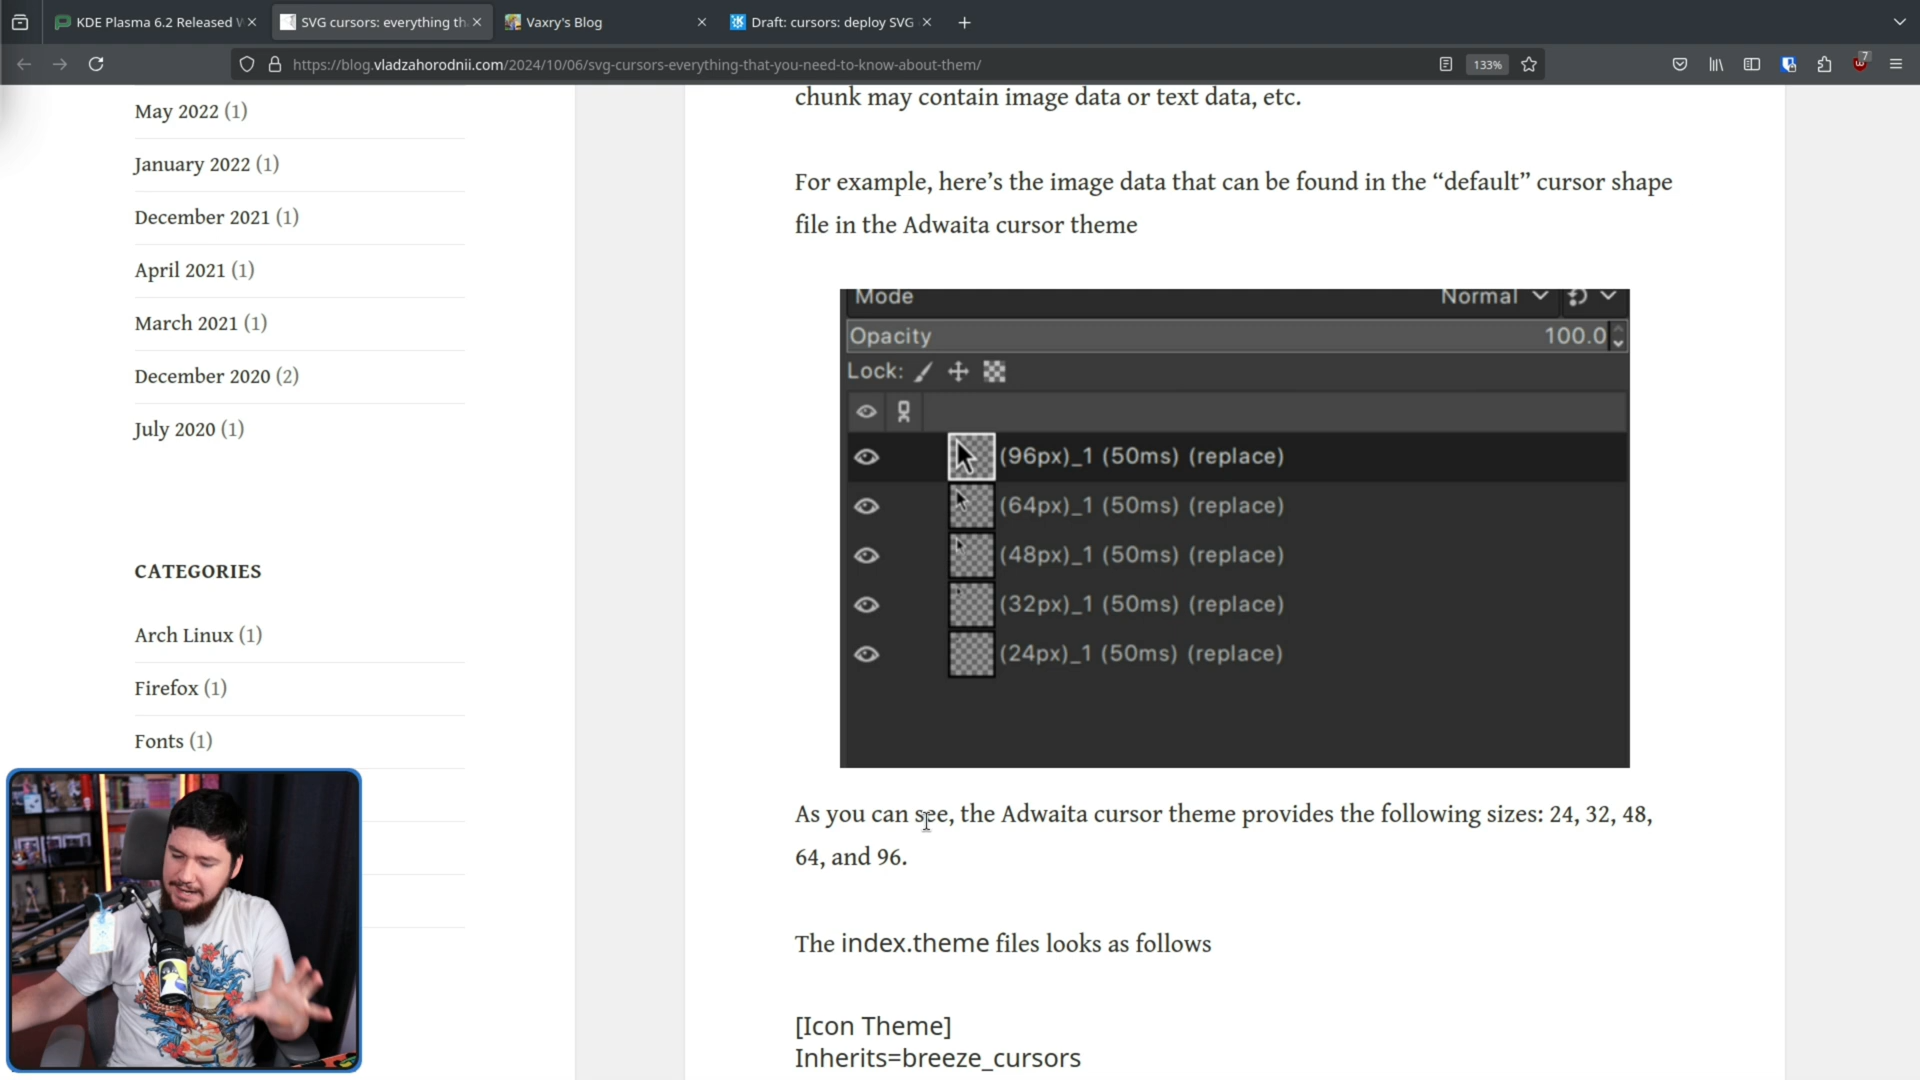 KDE Plasma 6.2 Released
SVG cursors: everything th
Vaxry's Blog
Draft: cursors: deploy SVG
https://blog.vladzahorodnii.com/2024/10/06/svg-cursors-everything-that-you-need-to-know-about-them/
133%
7
May 2022 (1)
January 2022 (1)
December 2021 (1)
April 2021 (1)
March 2021 (1)
December 2020 (2)
July 2020 (1)
CATEGORIES
Arch Linux (1)
Firefox (1)
Fonts (1)
chunk may contain image data or text data, etc.
For example, here’s the image data that can be found in the “default” cursor shape
file in the Adwaita cursor theme
Mode Normal
Opacity 100.0
Lock:
(96px)_1 (50ms) (replace)
(64px)_1 (50ms) (replace)
(48px)_1 (50ms) (replace)
(32px)_1 (50ms) (replace)
(24px)_1 (50ms) (replace)
As you can see, the Adwaita cursor theme provides the following sizes: 24, 32, 48,
64, and 96.
The index.theme files looks as follows
[Icon Theme]
Inherits=breeze_cursors